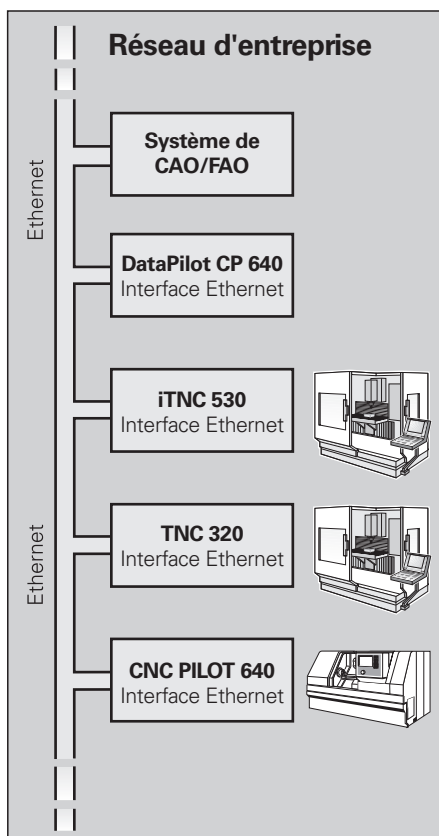 Réseau d'entreprise
Ethernet
Système de
CAO/FAO
DataPilot CP 640
Interface Ethernet
iTNC 530
Interface Ethernet
Ethernet
TNC 320
Interface Ethernet
CNC PILOT 640
Interface Ethernet